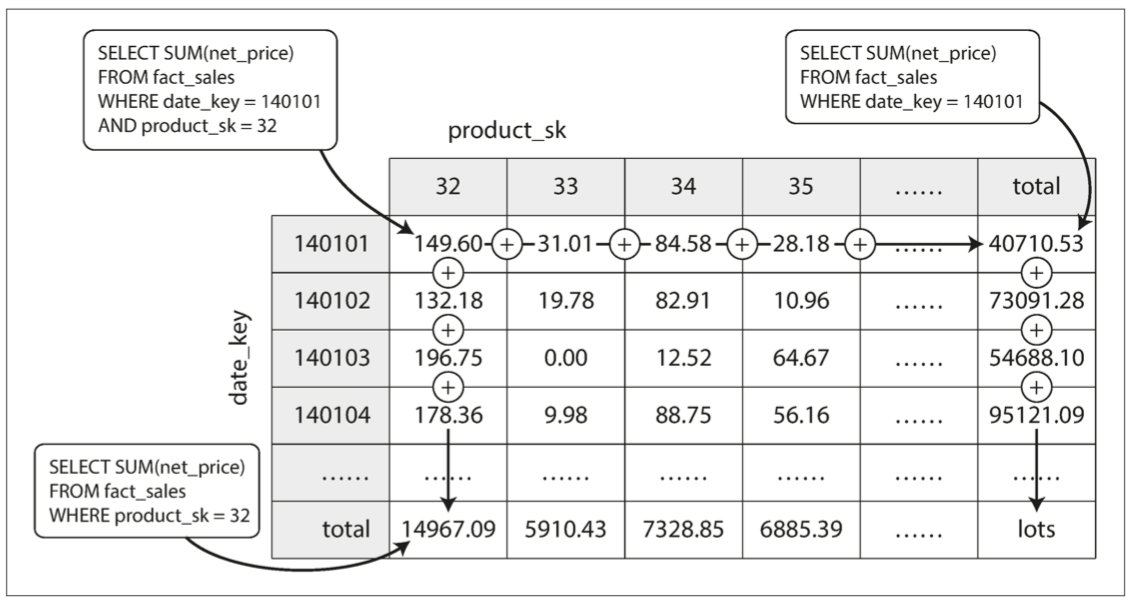 SELECT SUM(net_price)
FROM fact_sales
WHERE date_key = 140101
AND product_sk = 32
SELECT SUM(net_price)
FROM fact_sales
WHERE date_key = 140101
product_sk
32 33 34 35 ...... total
140101 149.60 + 31.01 + 84.58 + 28.18 + ...... 40710.53
+ +
140102 132.18 19.78 82.91 10.96 ...... 73091.28
+ +
140103 196.75 0.00 12.52 64.67 ...... 54688.10
+ +
140104 178.36 9.98 88.75 56.16 ...... 95121.09
...... ...... ...... ...... ...... ...... ......
total 14967.09 5910.43 7328.85 6885.39 ...... lots
date_key
SELECT SUM(net_price)
FROM fact_sales
WHERE product_sk = 32